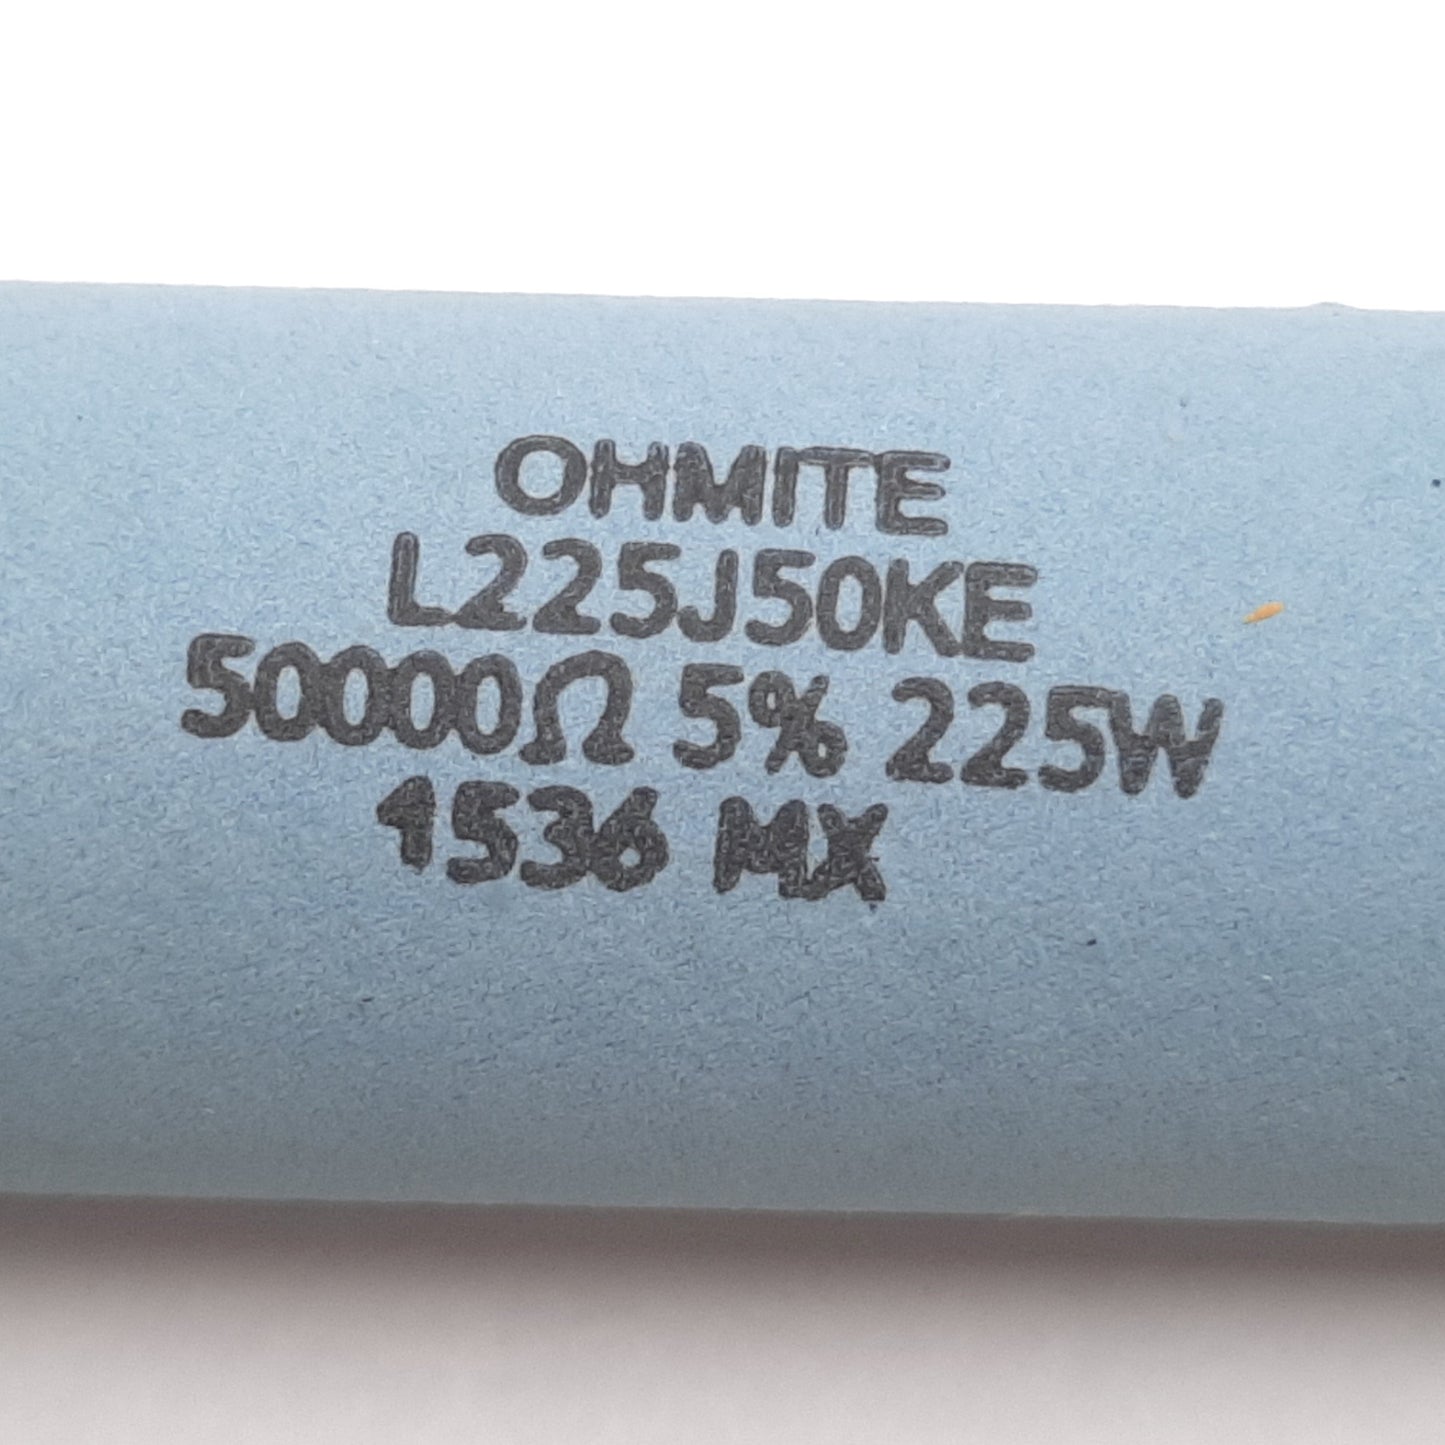 OHMITE
L225J50KE
50000Ω 5% 225W
1536 MX